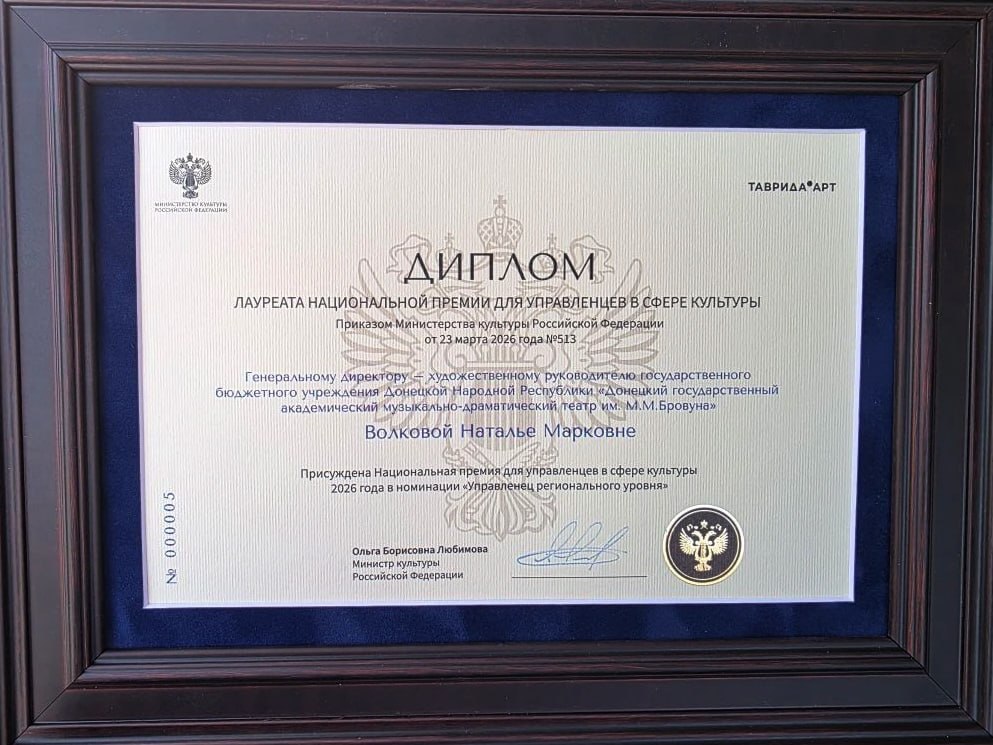 МИНИСТЕРСТВО КУЛЬТУРЫ
РОССИЙСКОЙ ФЕДЕРАЦИИ
ТАВРИДА АРТ
ДИПЛОМ
ЛАУРЕАТА НАЦИОНАЛЬНОЙ ПРЕМИИ ДЛЯ УПРАВЛЕНЦЕВ В СФЕРЕ КУЛЬТУРЫ
Приказом Министерства культуры Российской Федерации
от 23 марта 2026 года №513
Генеральному директору – художественному руководителю государственного
бюджетного учреждения Донецкой Народной Республики «Донецкий государственный
академический музыкально-драматический театр им. М.М.Бровуна»
Волковой Наталье Марковне
Присуждена Национальная премия для управленцев в сфере культуры
2026 года в номинации «Управленец регионального уровня»
№ 000005
Ольга Борисовна Любимова
Министр культуры
Российской Федерации